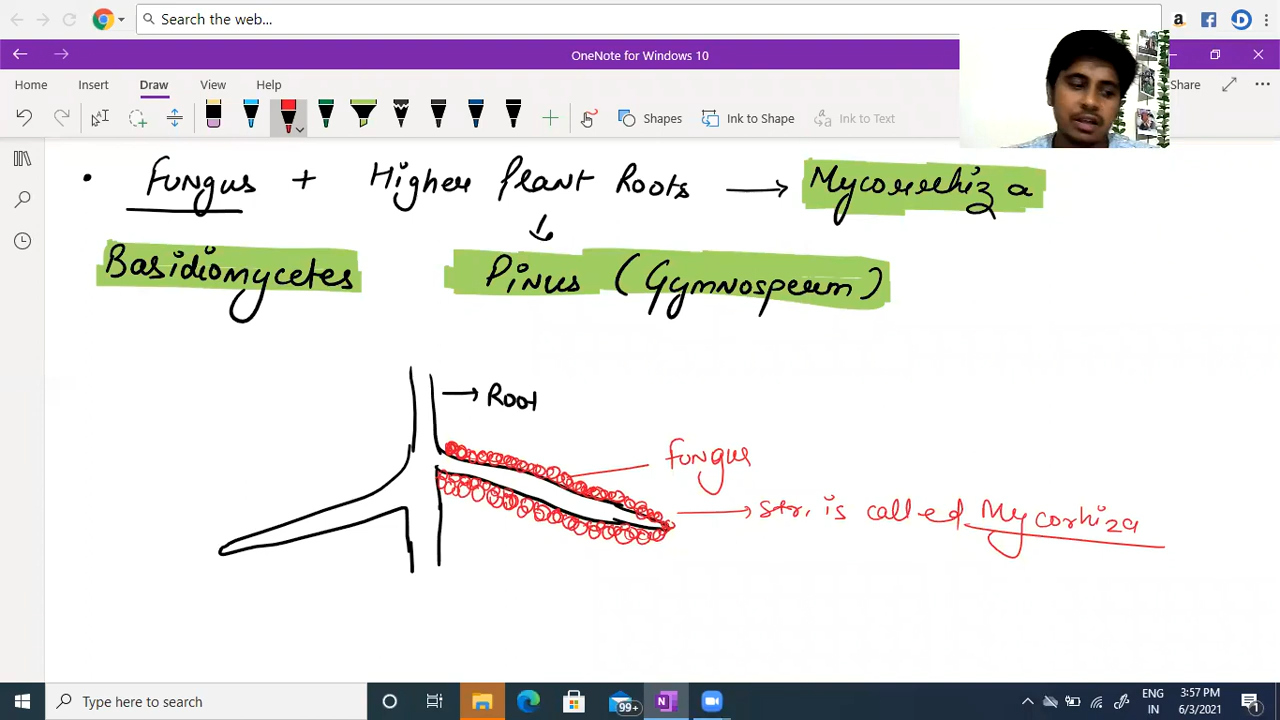 Search the web...
OneNote for Windows 10
Home Insert Draw View Help Share
Shapes Ink to Shape Ink to Text
• Fungus + Higher Plant Roots → Mycorrhiza
↓
Basidiomycetes Pinus (Gymnosperm)
→ Root
Fungus
→ str. is called Mycorhiza
Type here to search
99+
ENG
IN
3:57 PM
6/3/2021
1